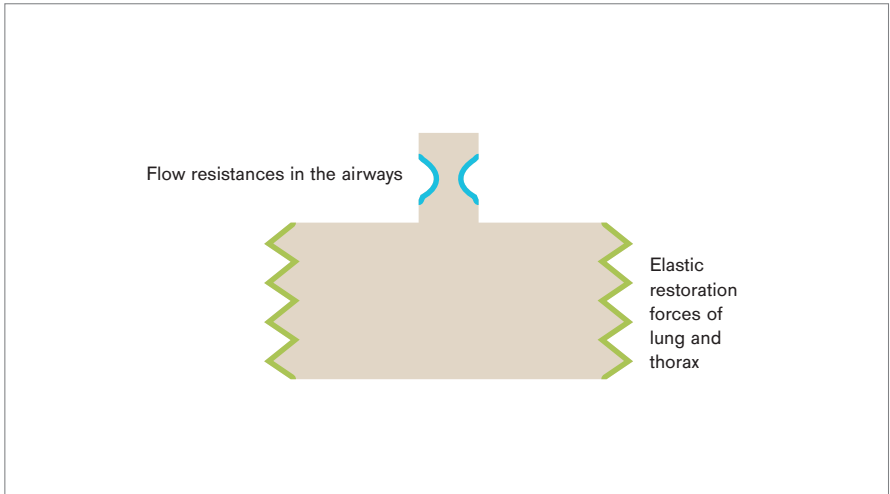 Flow resistances in the airways
Elastic
restoration
forces of
lung and
thorax